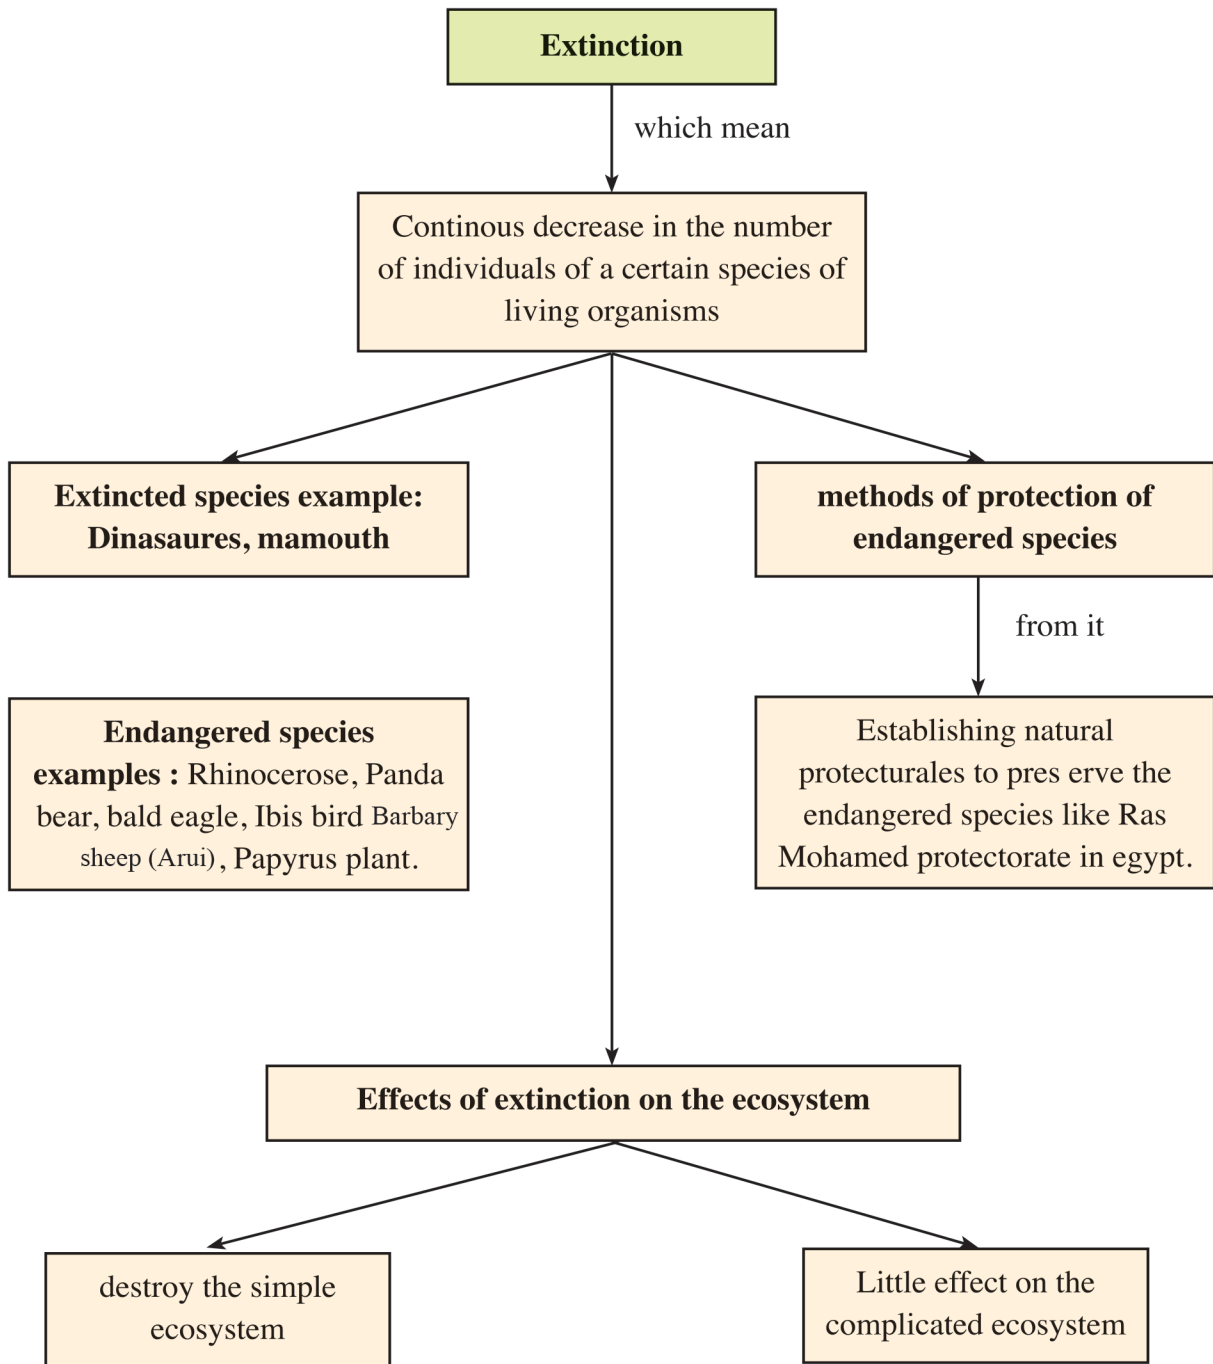 Extinction
which mean
Continous decrease in the number
of individuals of a certain species of
living organisms
Extincted species example:
Dinasaures, mamouth
methods of protection of
endangered species
from it
Endangered species
examples : Rhinocerose, Panda
bear, bald eagle, Ibis bird Barbary
sheep (Arui), Papyrus plant.
Establishing natural
protecturales to pres erve the
endangered species like Ras
Mohamed protectorate in egypt.
Effects of extinction on the ecosystem
destroy the simple
ecosystem
Little effect on the
complicated ecosystem